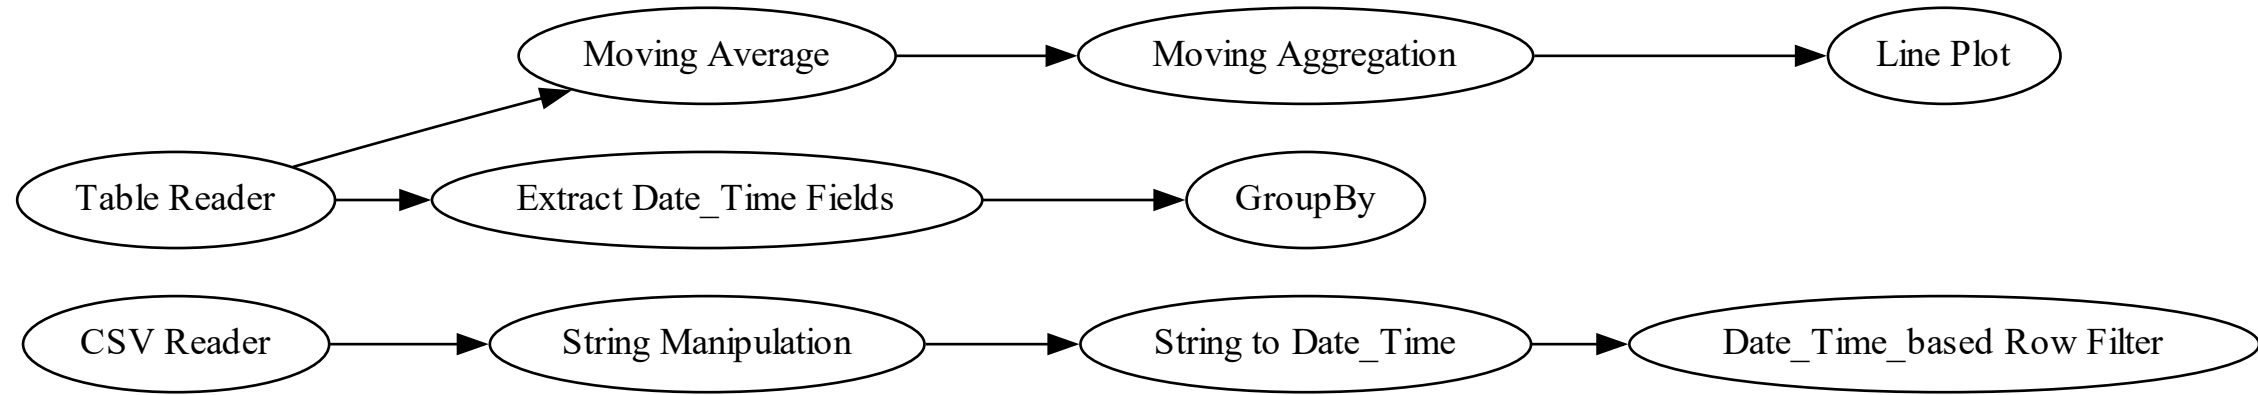 Moving Average
Moving Aggregation
Line Plot
Table Reader
Extract Date_Time Fields
GroupBy
CSV Reader
String Manipulation
String to Date_Time
Date_Time_based Row Filter